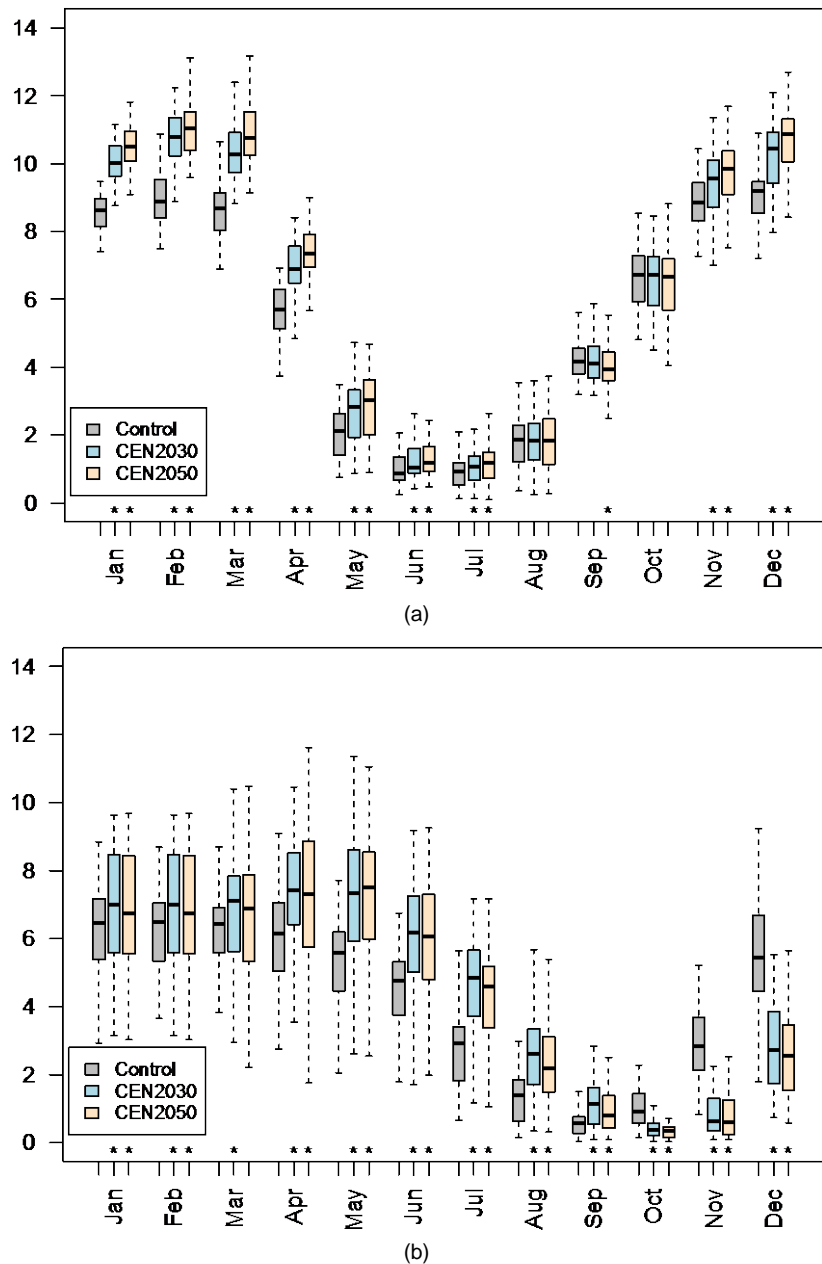 14
12
10
8
6
4
2
0
Control
CEN2030
CEN2050
* * * * * * * * * * * * * * * * * * *
Jan
Feb
Mar
Apr
May
Jun
Jul
Aug
Sep
Oct
Nov
Dec
(a)
14
12
10
8
6
4
2
0
Control
CEN2030
CEN2050
* * * * * * * * * * * * * * * * * * * * * * *
Jan
Feb
Mar
Apr
May
Jun
Jul
Aug
Sep
Oct
Nov
Dec
(b)